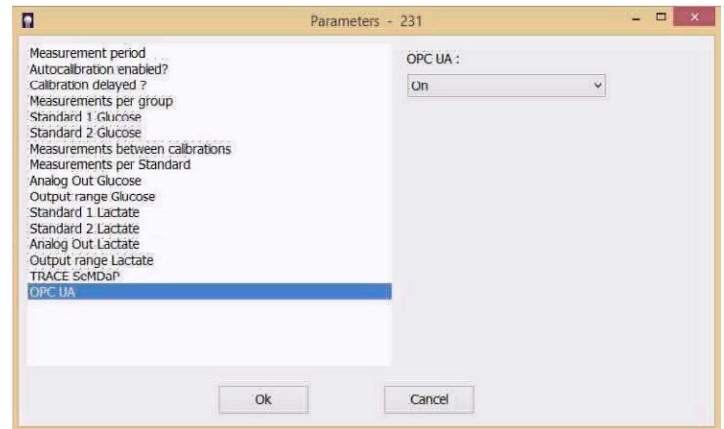 Parameters - 231
Measurement period
Autocalibration enabled?
Calibration delayed ?
Measurements per group
Standard 1 Glucose
Standard 2 Glucose
Measurements between calibrations
Measurements per Standard
Analog Out Glucose
Output range Glucose
Standard 1 Lactate
Standard 2 Lactate
Analog Out Lactate
Output range Lactate
TRACE SeMDaP
OPC UA
OPC UA :
On
Ok
Cancel